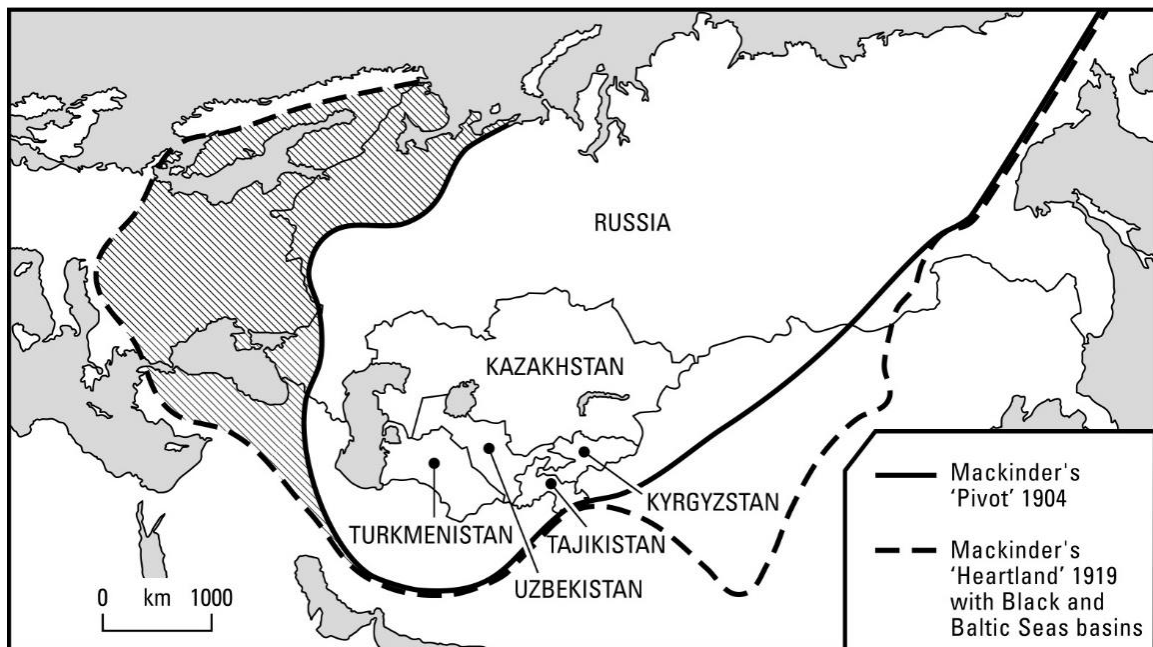 RUSSIA
KAZAKHSTAN
KYRGYZSTAN
TURKMENISTAN
TAJIKISTAN
UZBEKISTAN
0 km 1000
Mackinder's
‘Pivot’ 1904
Mackinder's
‘Heartland’ 1919
with Black and
Baltic Seas basins